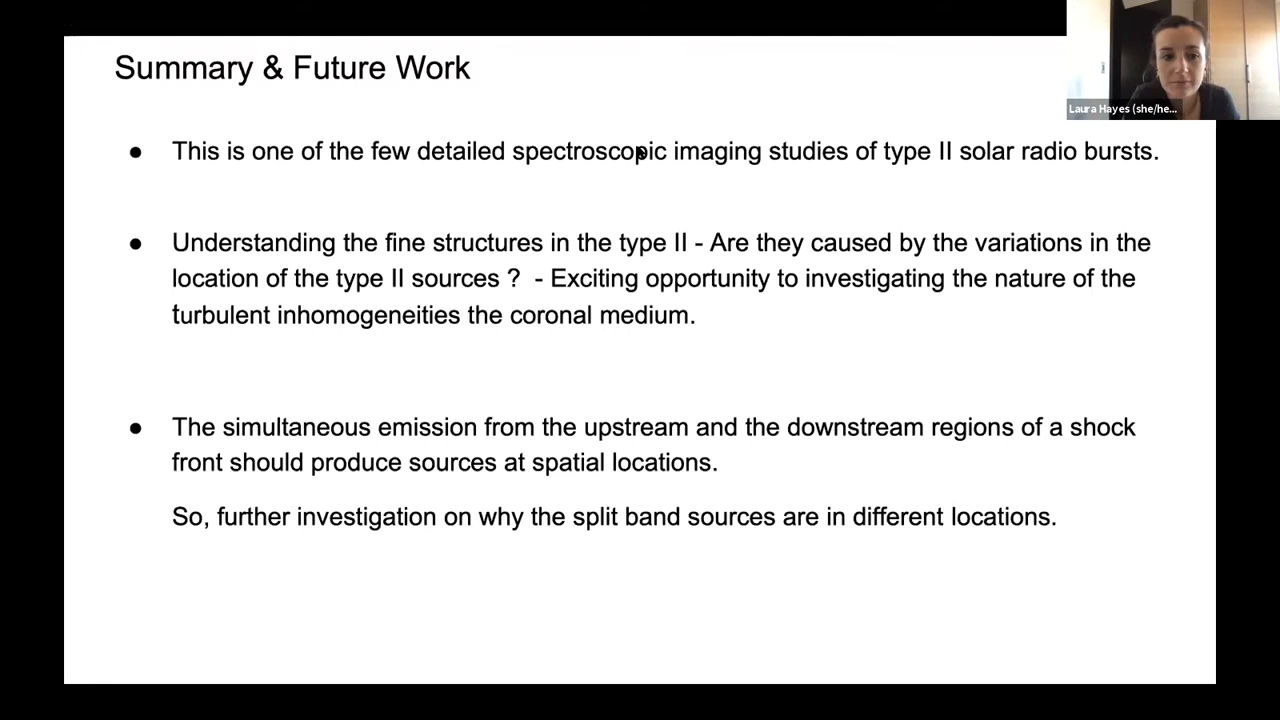 Summary & Future Work
Laura Hayes (she/he...
● This is one of the few detailed spectroscopic imaging studies of type II solar radio bursts.
● Understanding the fine structures in the type II - Are they caused by the variations in the
location of the type II sources ? - Exciting opportunity to investigating the nature of the
turbulent inhomogeneities the coronal medium.
● The simultaneous emission from the upstream and the downstream regions of a shock
front should produce sources at spatial locations.
So, further investigation on why the split band sources are in different locations.